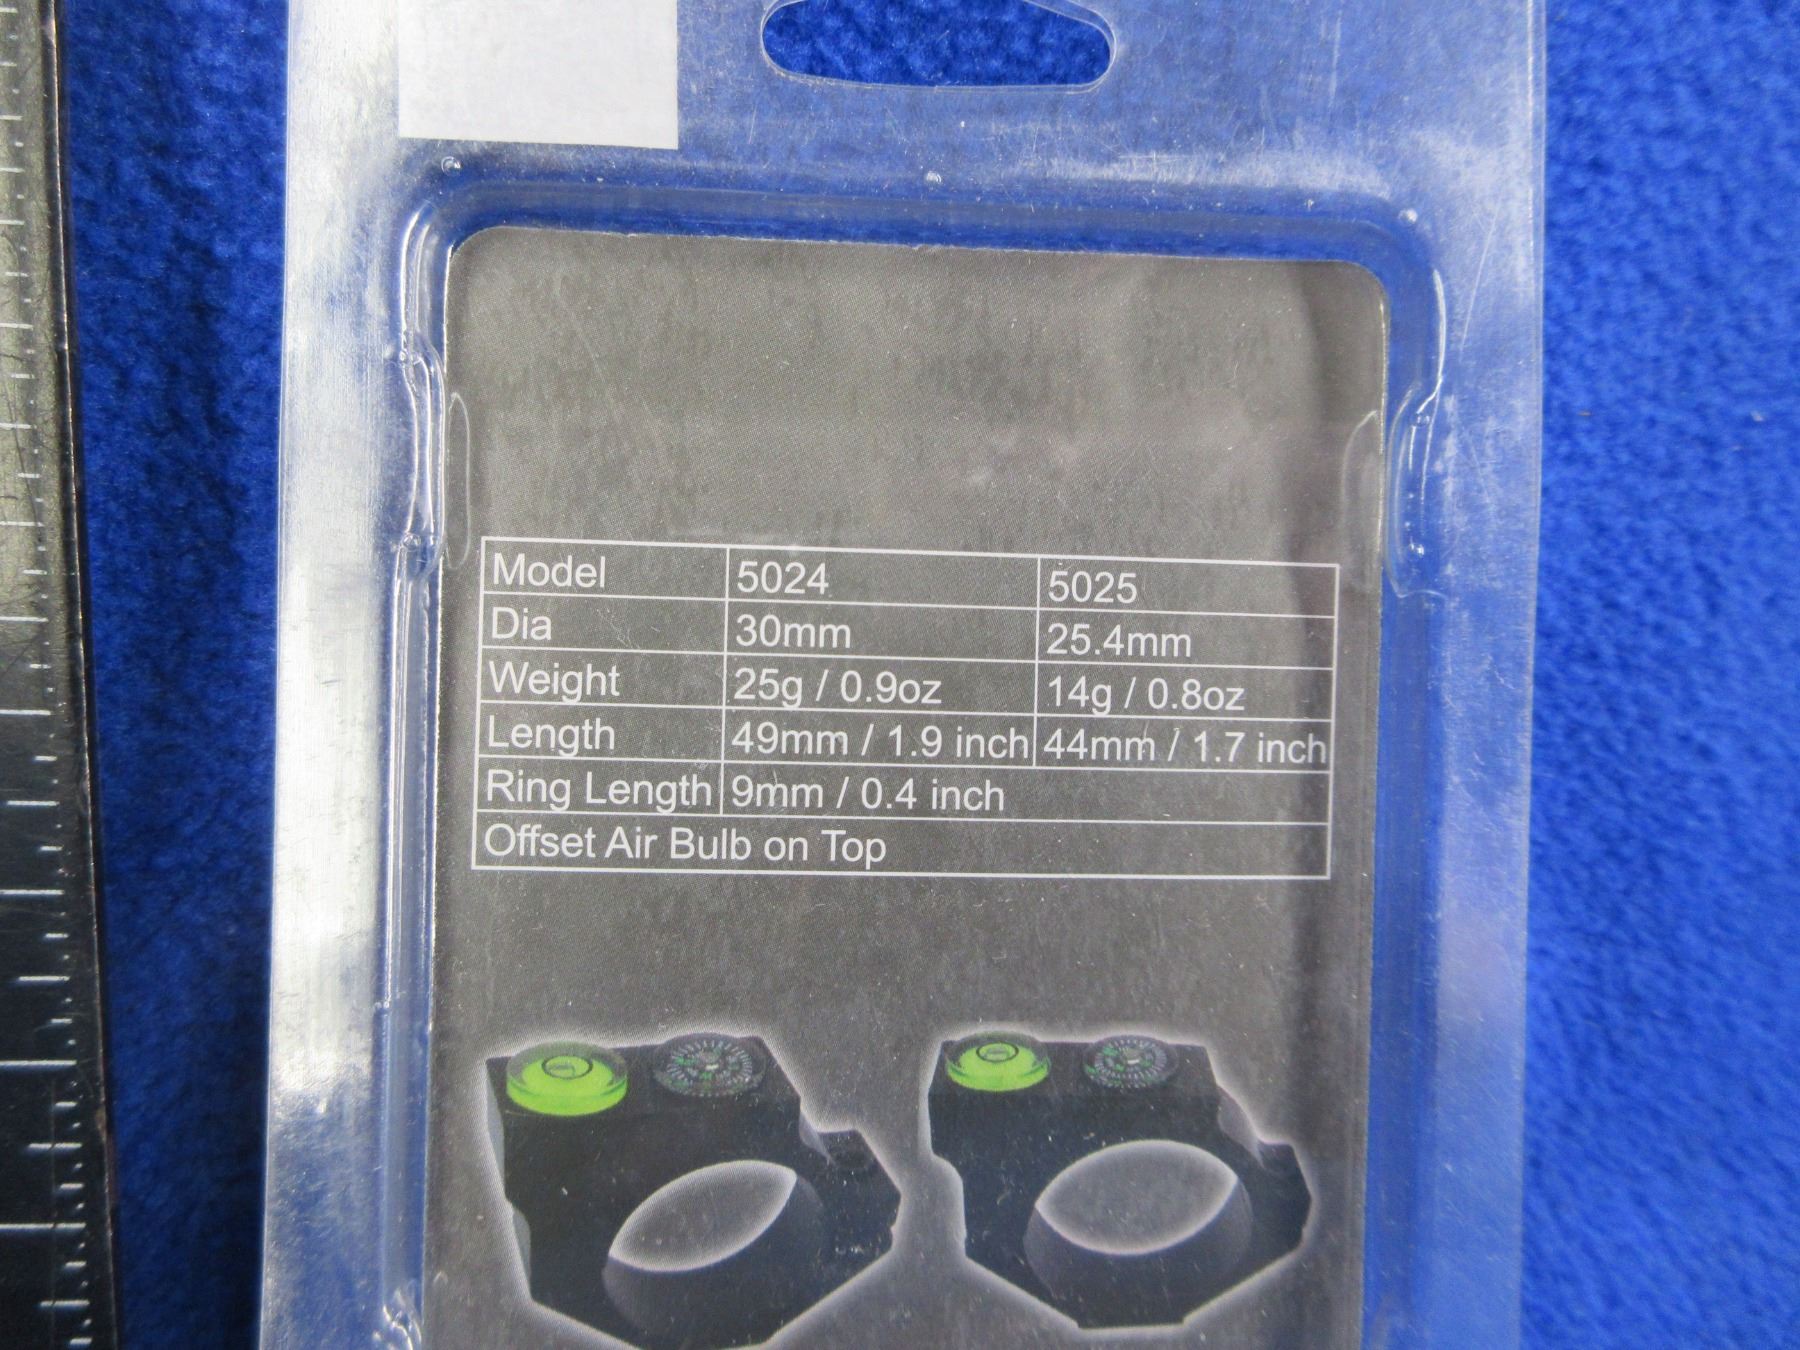 Model 5024 5025
Dia 30mm 25.4mm
Weight 25g / 0.9oz 14g / 0.8oz
Length 49mm / 1.9 inch 44mm / 1.7 inch
Ring Length 9mm / 0.4 inch
Offset Air Bulb on Top